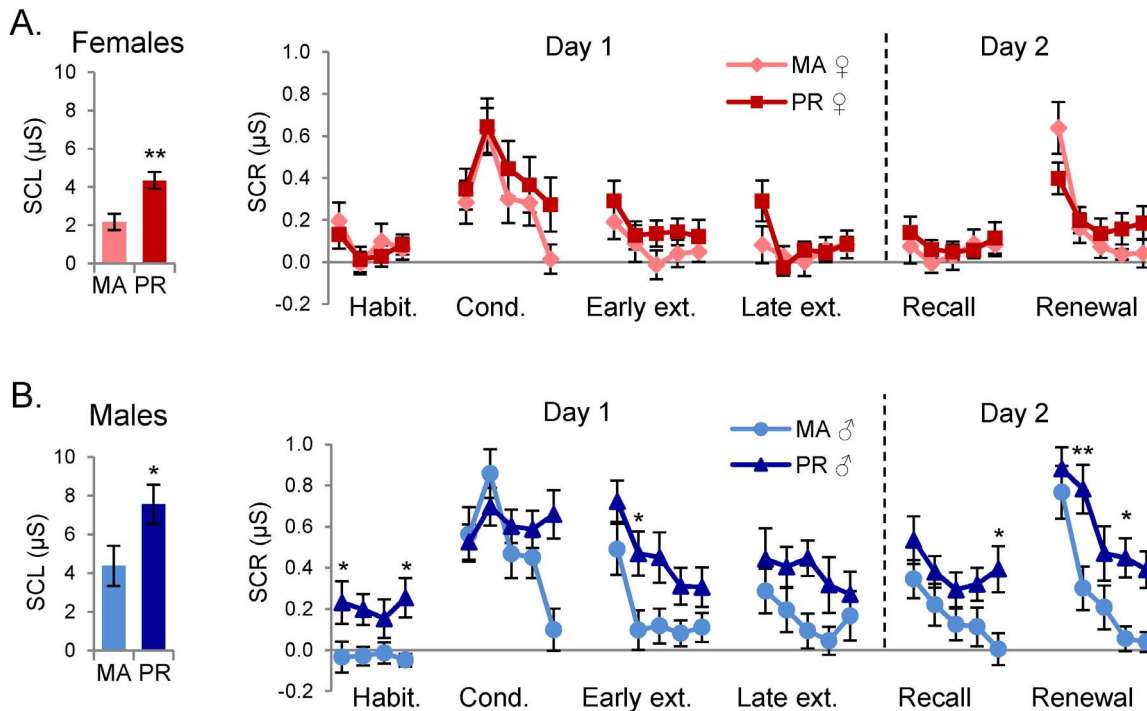 A.
Females
SCL (µS)
10
8
6
4
2
0
**
MA PR
Day 1
Day 2
MA ♀
PR ♀
SCR (µS)
1.0
0.8
0.6
0.4
0.2
0.0
-0.2
Habit. Cond. Early ext. Late ext. Recall Renewal
B.
Males
SCL (µS)
10
8
6
4
2
0
*
MA PR
Day 1
Day 2
MA ♂
PR ♂
SCR (µS)
1.0
0.8
0.6
0.4
0.2
0.0
-0.2
* * * * ** *
Habit. Cond. Early ext. Late ext. Recall Renewal